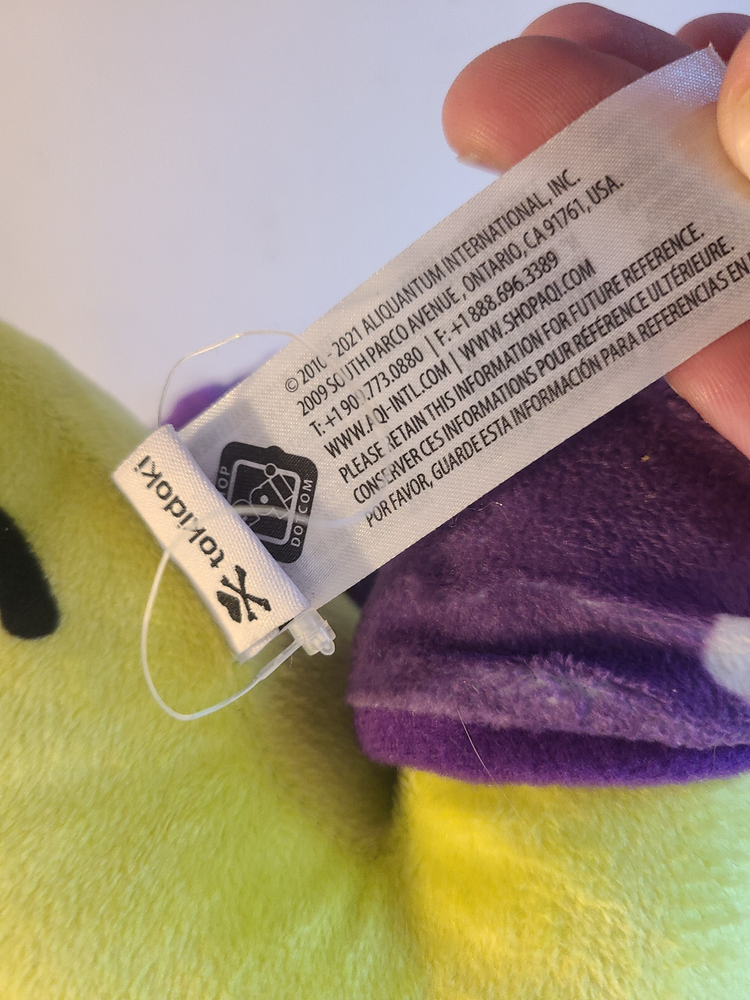 © 2010 - 2021 ALIQUANTUM INTERNATIONAL, INC.
2009 SOUTH PARCO AVENUE, ONTARIO, CA 91761, USA.
T: +1 90 .773.0880 | F: +1 888.696.3389
WWW.AQI-INTL.COM | WWW.SHOPAQI.COM
PLEASE RETAIN THIS INFORMATION FOR FUTURE REFERENCE.
CONSERVER CES INFORMATIONS POUR RÉFÉRENCE ULTÉRIEURE.
POR FAVOR, GUARDE ESTA INFORMACIÓN PARA REFERENCIAS EN
DOTCOM
tokidoki